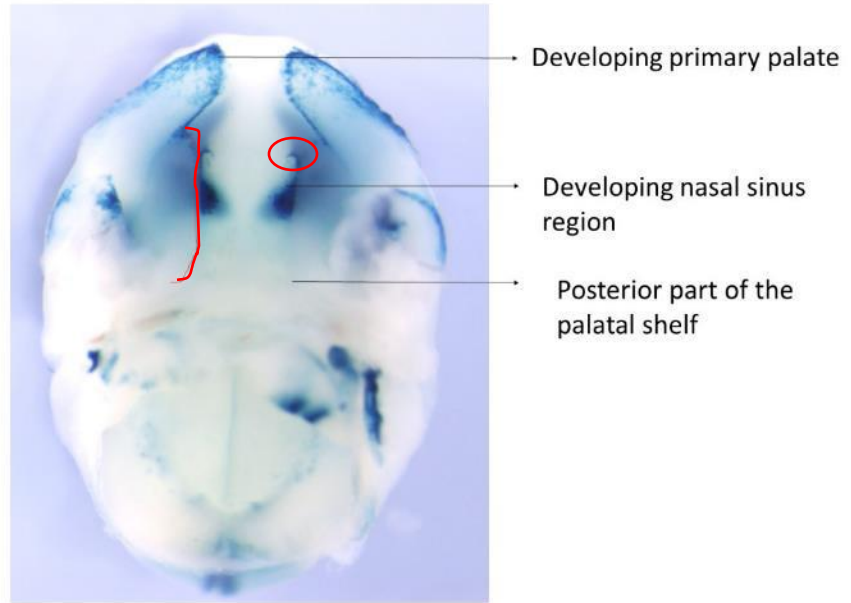 Developing primary palate
Developing nasal sinus
region
Posterior part of the
palatal shelf